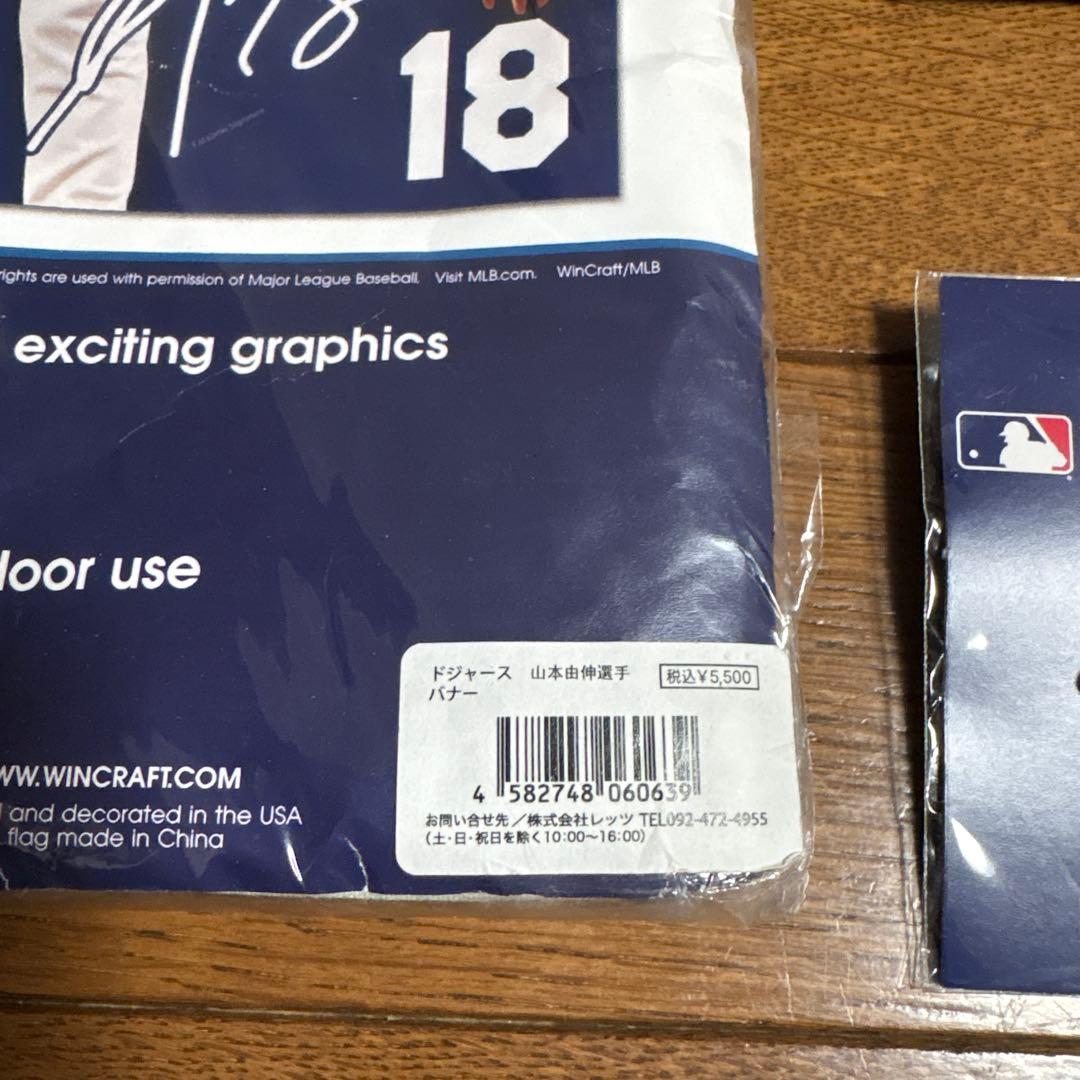 18
18
rights are used with permission of Major League Baseball. Visit MLB.com. WinCraft/MLB
exciting graphics
door use
ドジャース 山本由伸選手 税込¥5,500
バナー
4 582748 060639
お問い合せ先／株式会社レッツ TEL092-472-4955
（土・日・祝日を除く10:00〜16:00）
WW.WINCRAFT.COM
and decorated in the USA
flag made in China